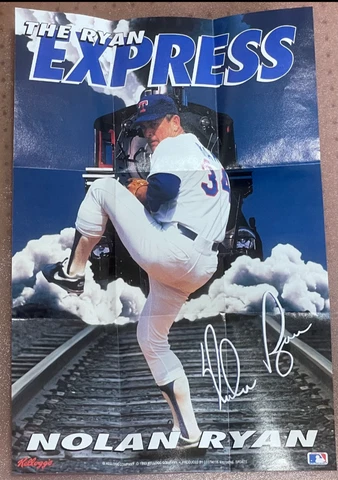 THE RYAN
EXPRESS
T
34
Nolan Ryan
NOLAN RYAN
Kellogg's